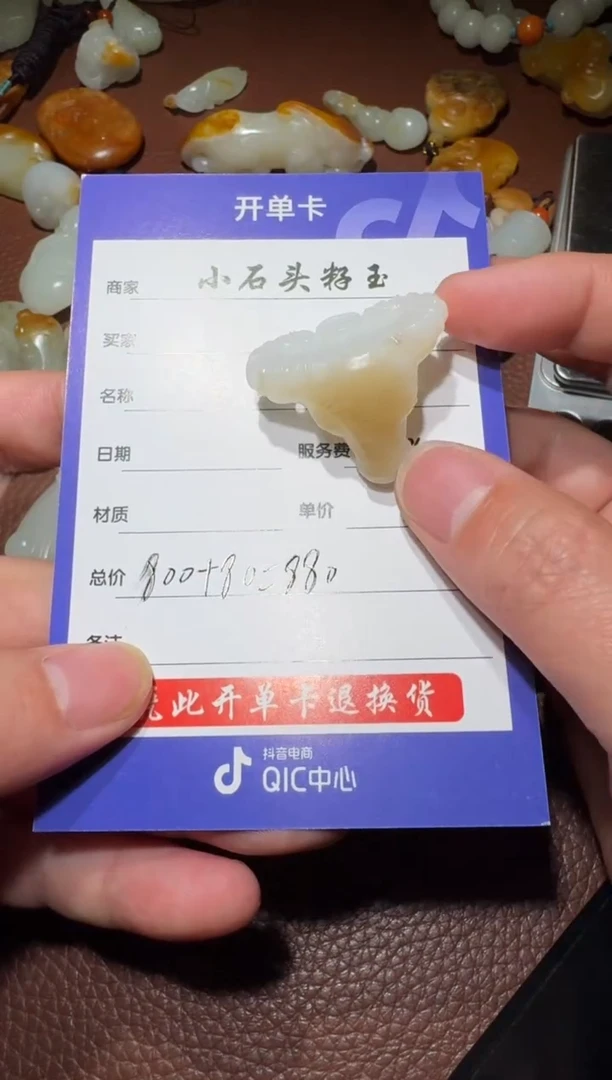 开单卡
商家 小石头籽玉
买家
名称
日期 服务费
材质 单价
总价 800+80=880
备注
凭此开单卡退换货
抖音电商
QIC中心